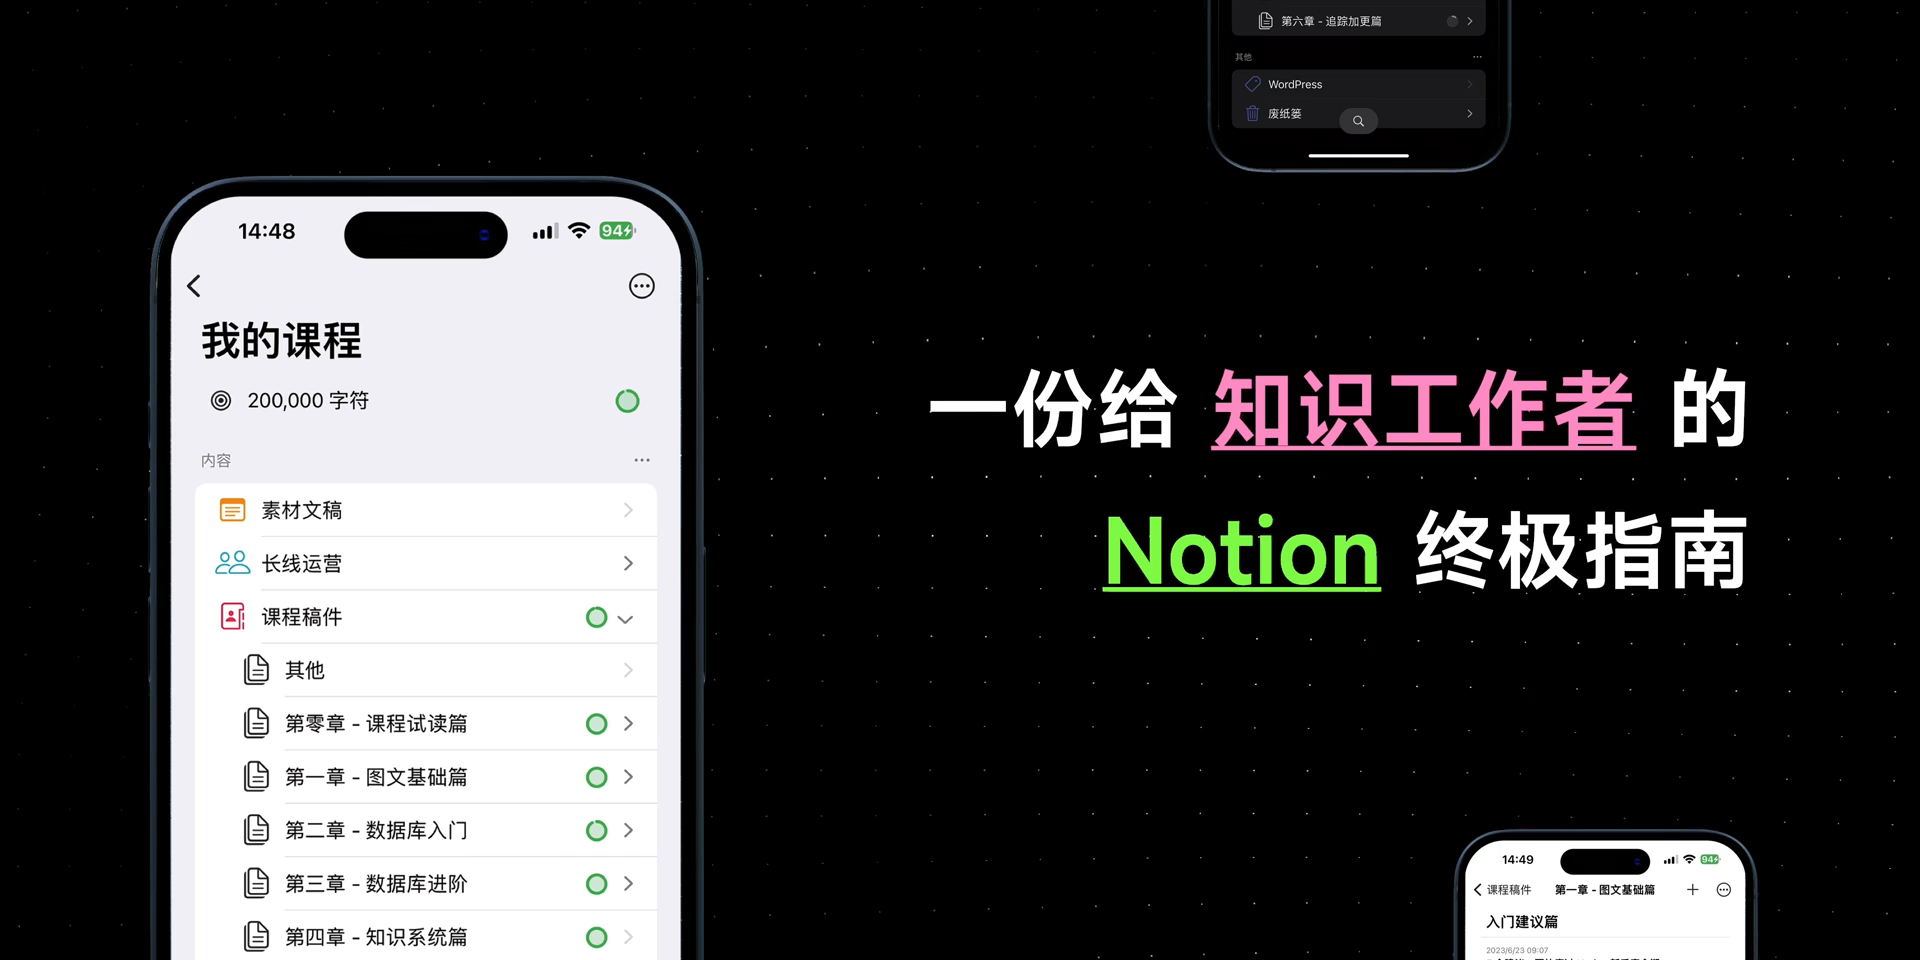 第六章 - 追踪加更篇
其他
WordPress
废纸篓
14:48
94
我的课程
200,000 字符
内容
素材文稿
长线运营
课程稿件
其他
第零章 - 课程试读篇
第一章 - 图文基础篇
第二章 - 数据库入门
第三章 - 数据库进阶
第四章 - 知识系统篇
一份给 知识工作者 的
Notion 终极指南
14:49
94
课程稿件
第一章 - 图文基础篇
入门建议篇
2023/6/23 09:07